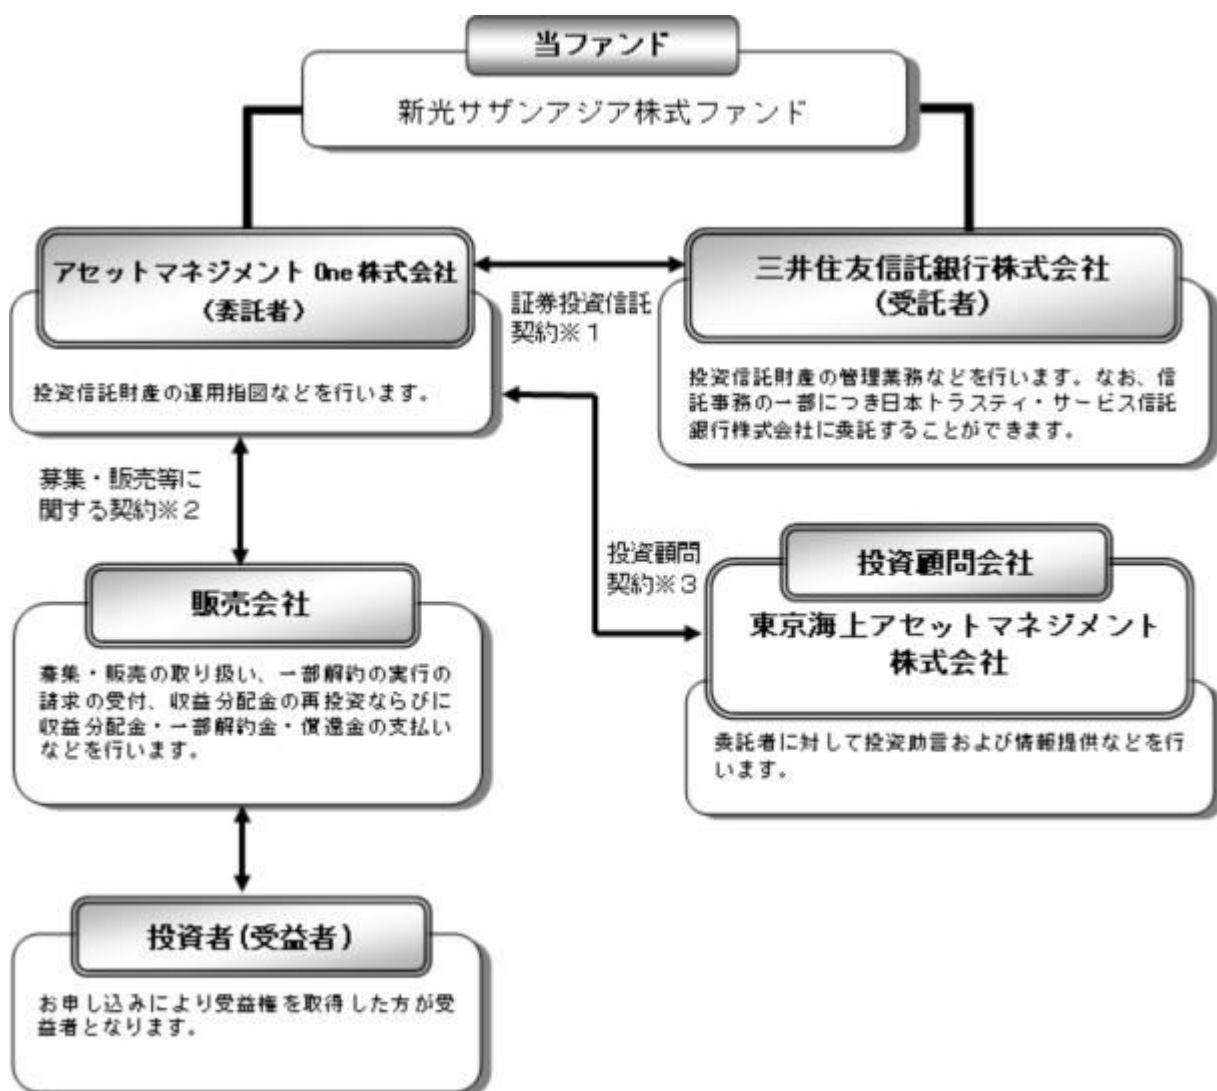 当ファンド
新光サザンアジア株式ファンド
アセットマネジメント One 株式会社
(委託者)
証券投資信託
契約※1
三井住友信託銀行株式会社
(受託者)
投資信託財産の運用指図などを行います。
投資信託財産の管理業務などを行います。なお、信
託事務の一部につき日本トラスティ・サービス信託
銀行株式会社に委託することができます。
募集・販売等に
関する契約※2
投資顧問
契約※3
投資顧問会社
東京海上アセットマネジメント
株式会社
委託者に対して投資助言および情報提供などを行
います。
販売会社
募集・販売の取り扱い、一部解約の実行の
請求の受付、収益分配金の再投資ならびに
収益分配金・一部解約金・償還金の支払い
などを行います。
投資者(受益者)
お申し込みにより受益権を取得した方が受
益者となります。